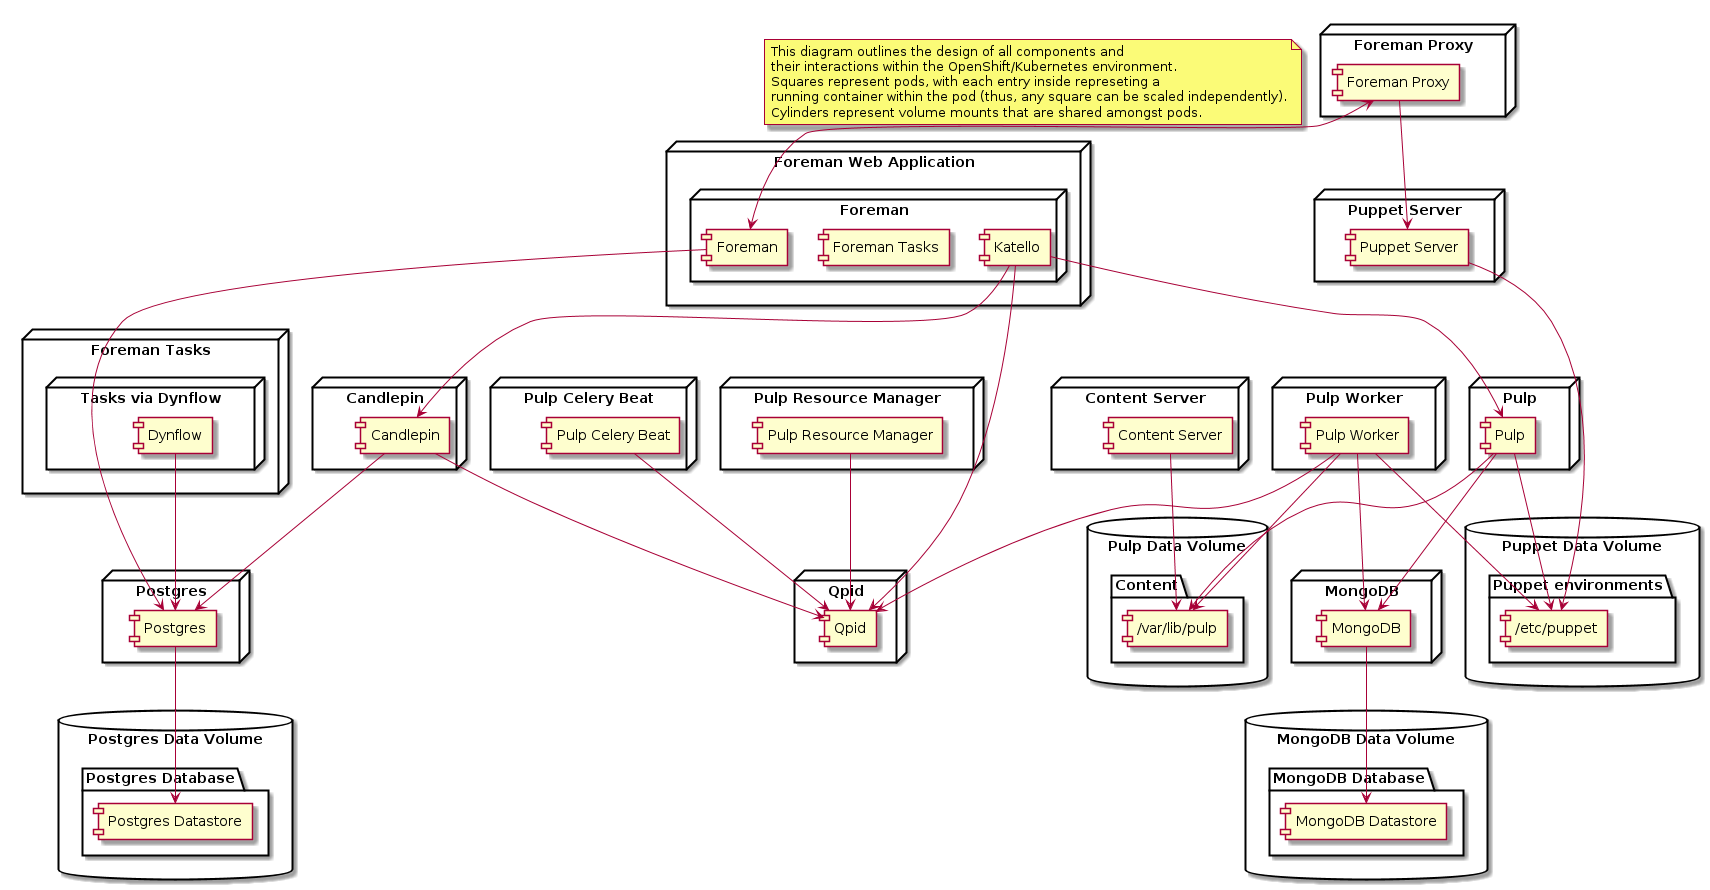 This diagram outlines the design of all components and
their interactions within the OpenShift/Kubernetes environment.
Squares represent pods, with each entry inside represeting a
running container within the pod (thus, any square can be scaled independently).
Cylinders represent volume mounts that are shared amongst pods.
Foreman Proxy
Foreman Proxy
Foreman Web Application
Foreman
Foreman
Foreman Tasks
Katello
Puppet Server
Puppet Server
Foreman Tasks
Tasks via Dynflow
Dynflow
Candlepin
Candlepin
Pulp Celery Beat
Pulp Celery Beat
Pulp Resource Manager
Pulp Resource Manager
Content Server
Content Server
Pulp Worker
Pulp Worker
Pulp
Pulp
Postgres
Postgres
Qpid
Qpid
Pulp Data Volume
Content
/var/lib/pulp
MongoDB
MongoDB
Puppet Data Volume
Puppet environments
/etc/puppet
Postgres Data Volume
Postgres Database
Postgres Datastore
MongoDB Data Volume
MongoDB Database
MongoDB Datastore